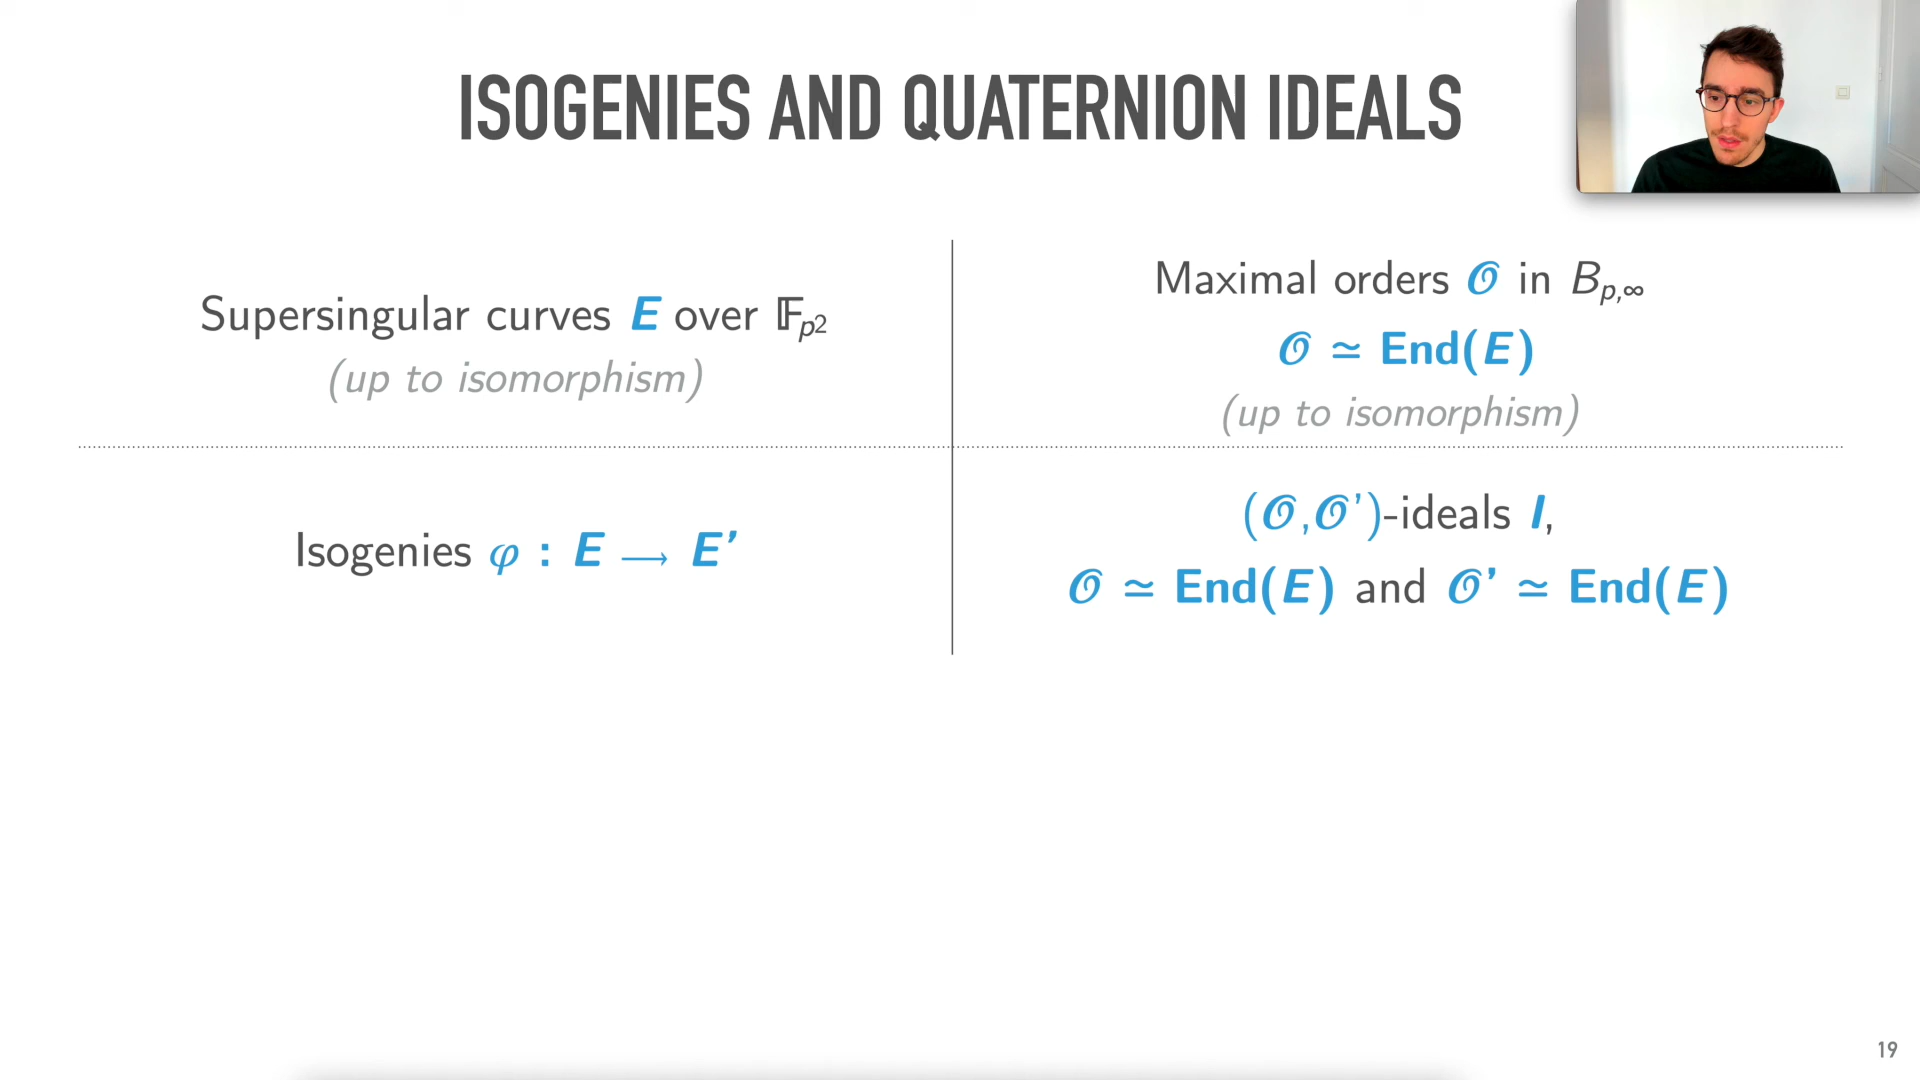 ISOGENIES AND QUATERNION IDEALS
Supersingular curves E over 𝔽p2
(up to isomorphism)
Maximal orders 𝒪 in Bp,∞
𝒪 ≃ End(E)
(up to isomorphism)
Isogenies φ : E ⟶ E’
(𝒪,𝒪’)-ideals I,
𝒪 ≃ End(E) and 𝒪’ ≃ End(E)
19